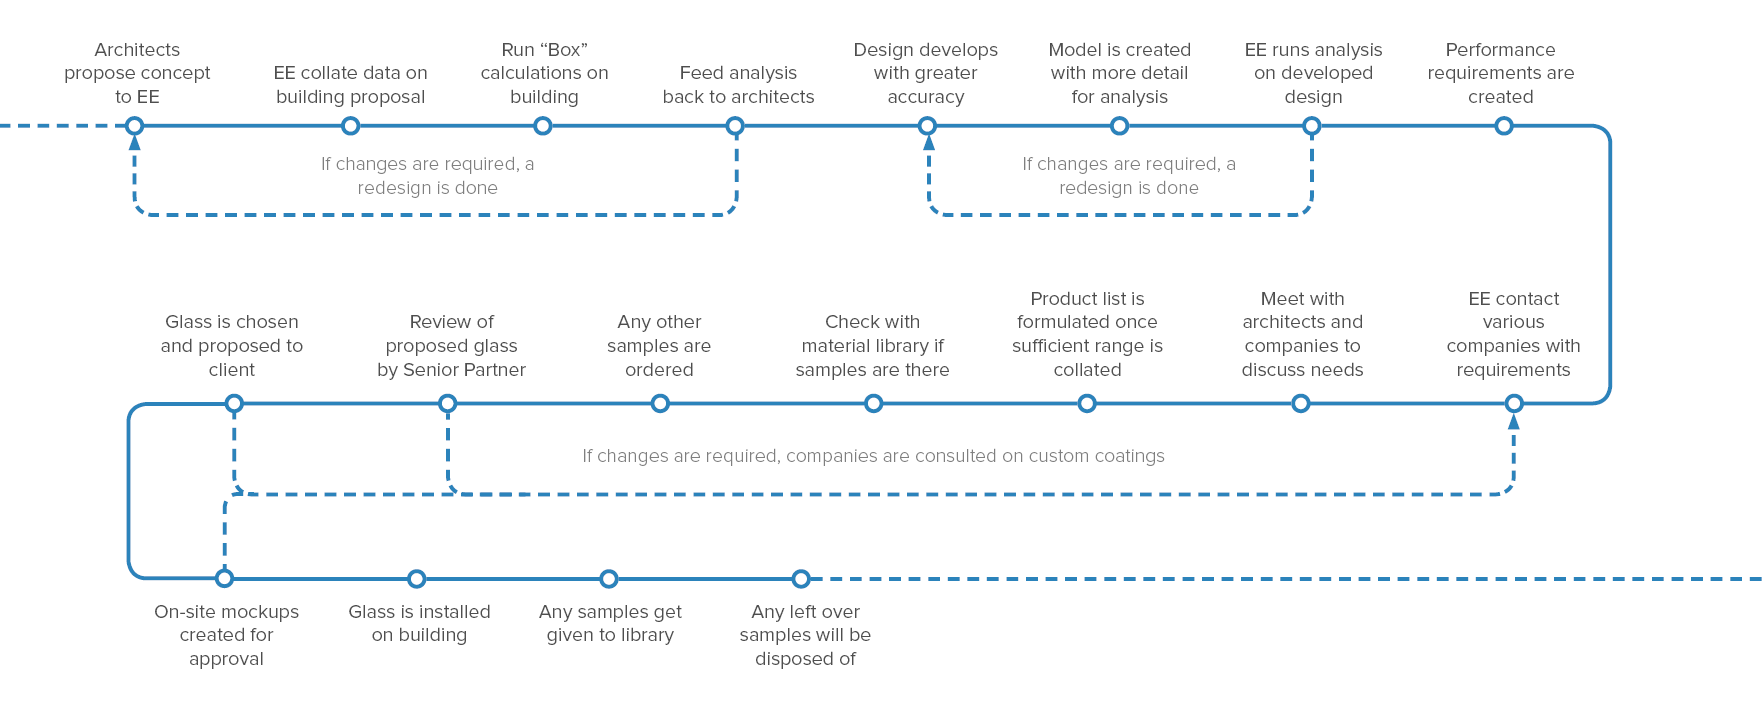 Architects
propose concept
to EE
EE collate data on
building proposal
Run “Box”
calculations on
building
Feed analysis
back to architects
Design develops
with greater
accuracy
Model is created
with more detail
for analysis
EE runs analysis
on developed
design
Performance
requirements are
created
If changes are required, a
redesign is done
If changes are required, a
redesign is done
Glass is chosen
and proposed to
client
Review of
proposed glass
by Senior Partner
Any other
samples are
ordered
Check with
material library if
samples are there
Product list is
formulated once
sufficient range is
collated
Meet with
architects and
companies to
discuss needs
EE contact
various
companies with
requirements
If changes are required, companies are consulted on custom coatings
On-site mockups
created for
approval
Glass is installed
on building
Any samples get
given to library
Any left over
samples will be
disposed of